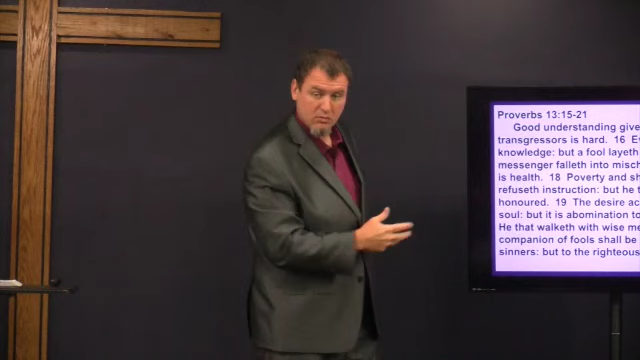 Proverbs 13:15-21
Good understanding give
transgressors is hard. 16 E
knowledge: but a fool layeth
messenger falleth into misch
is health. 18 Poverty and sh
refuseth instruction: but he t
honoured. 19 The desire ac
soul: but it is abomination to
He that walketh with wise me
companion of fools shall be
sinners: but to the righteous